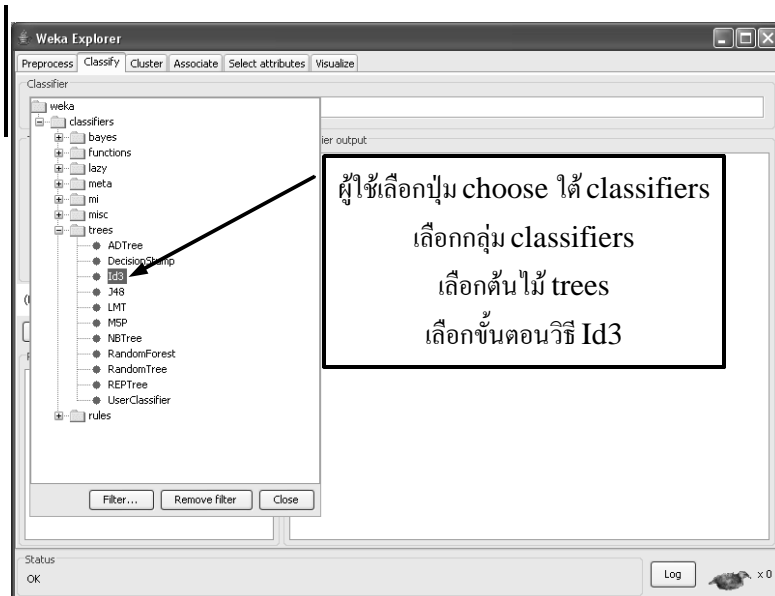 Weka Explorer
Preprocess Classify Cluster Associate Select attributes Visualize
Classifier
weka
classifiers
bayes
functions
lazy
meta
mi
misc
trees
ADTree
DecisionStump
Id3
J48
LMT
M5P
NBTree
RandomForest
RandomTree
REPTree
UserClassifier
rules
Filter... Remove filter Close
ier output
ผู้ใช้เลือกปุ่ม choose ใต้ classifiers
เลือกกลุ่ม classifiers
เลือกต้นไม้ trees
เลือกขั้นตอนวิธี Id3
Status
OK
Log x 0